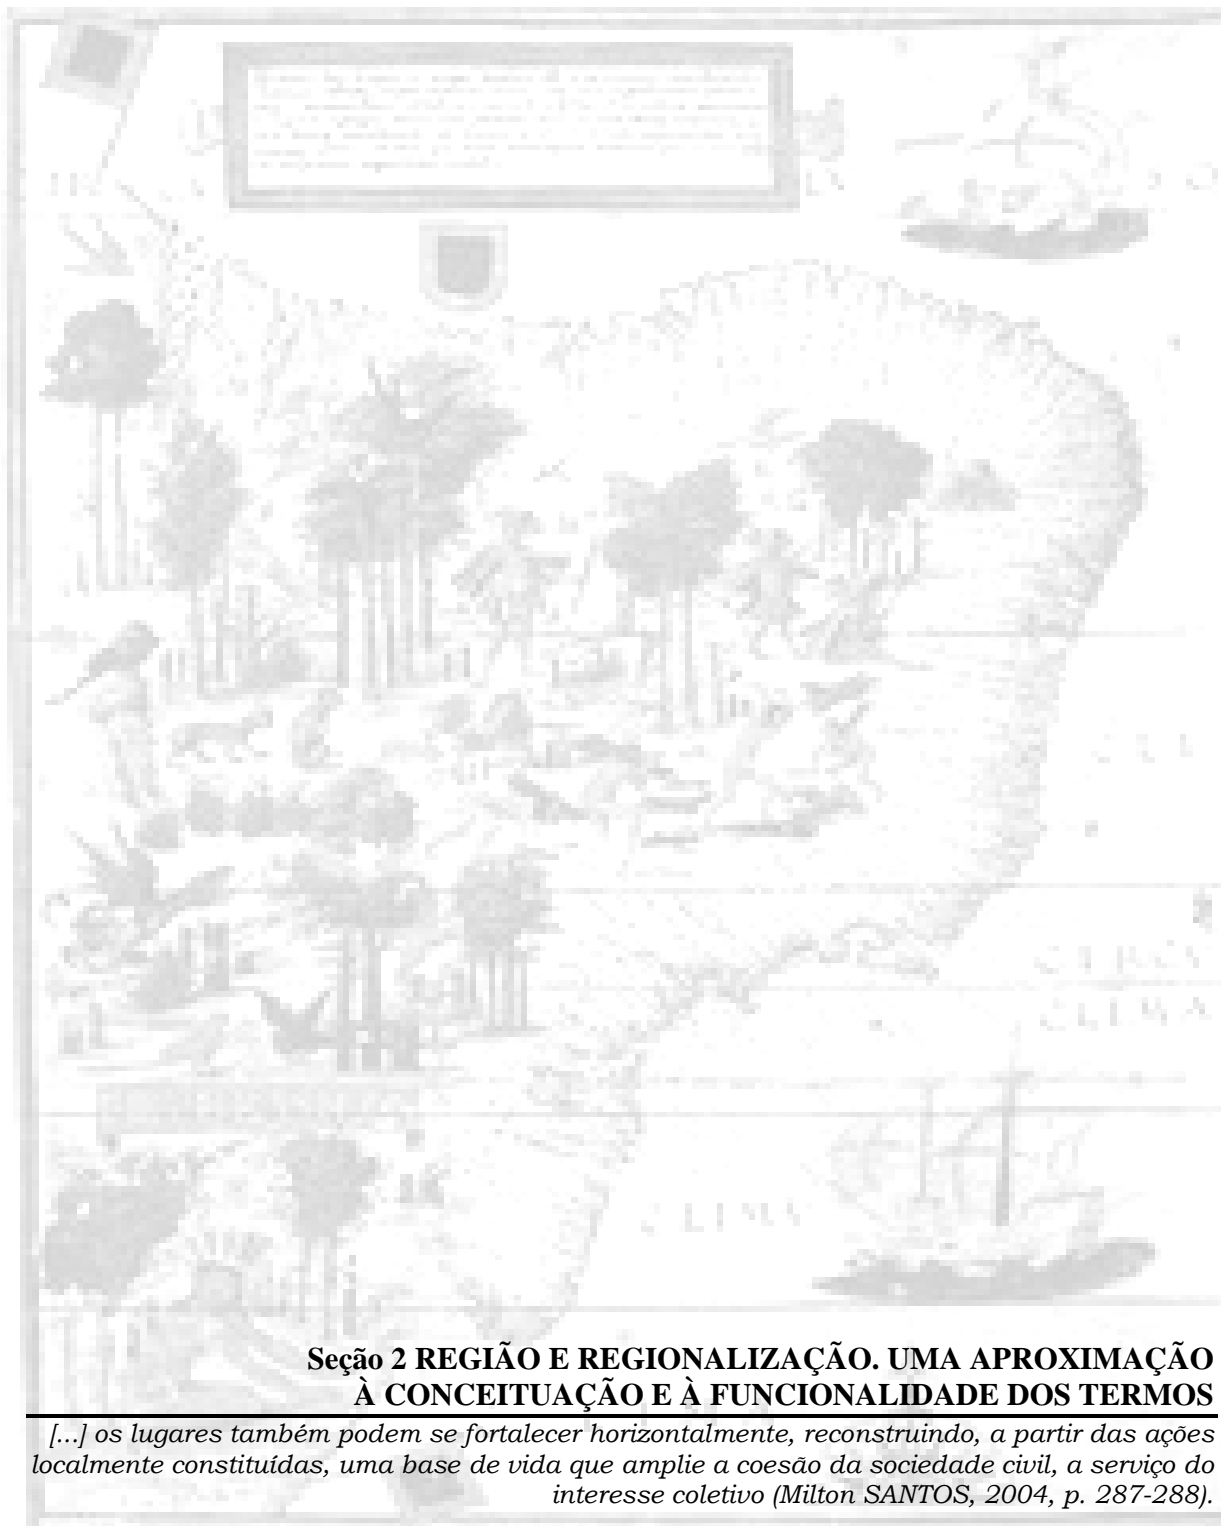 Seção 2 REGIÃO E REGIONALIZAÇÃO. UMA APROXIMAÇÃO
À CONCEITUAÇÃO E À FUNCIONALIDADE DOS TERMOS
[...] os lugares também podem se fortalecer horizontalmente, reconstruindo, a partir das ações
localmente constituídas, uma base de vida que amplie a coesão da sociedade civil, a serviço do
interesse coletivo (Milton SANTOS, 2004, p. 287-288).